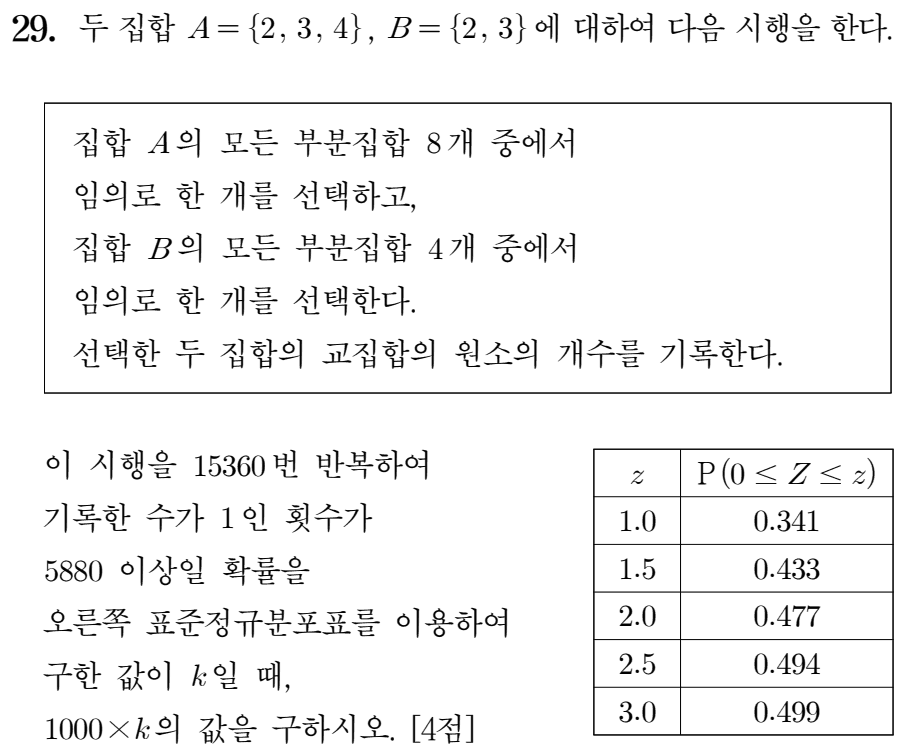 29. 두 집합 A = {2, 3, 4}, B = {2, 3}에 대하여 다음 시행을 한다.
집합 A의 모든 부분집합 8개 중에서
임의로 한 개를 선택하고,
집합 B의 모든 부분집합 4개 중에서
임의로 한 개를 선택한다.
선택한 두 집합의 교집합의 원소의 개수를 기록한다.
이 시행을 15360번 반복하여
기록한 수가 1인 횟수가
5880 이상일 확률을
오른쪽 표준정규분포표를 이용하여
구한 값이 k일 때,
1000×k의 값을 구하시오. [4점]
z P(0 ≤ Z ≤ z)
1.0 0.341
1.5 0.433
2.0 0.477
2.5 0.494
3.0 0.499